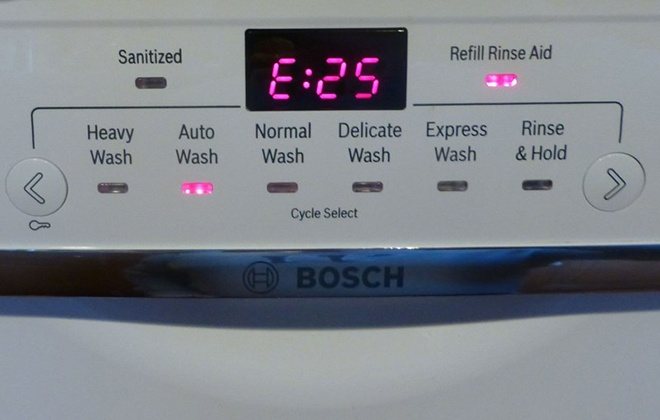 Sanitized
E:25
Refill Rinse Aid
Heavy Wash
Auto Wash
Normal Wash
Delicate Wash
Express Wash
Rinse & Hold
Cycle Select
BOSCH